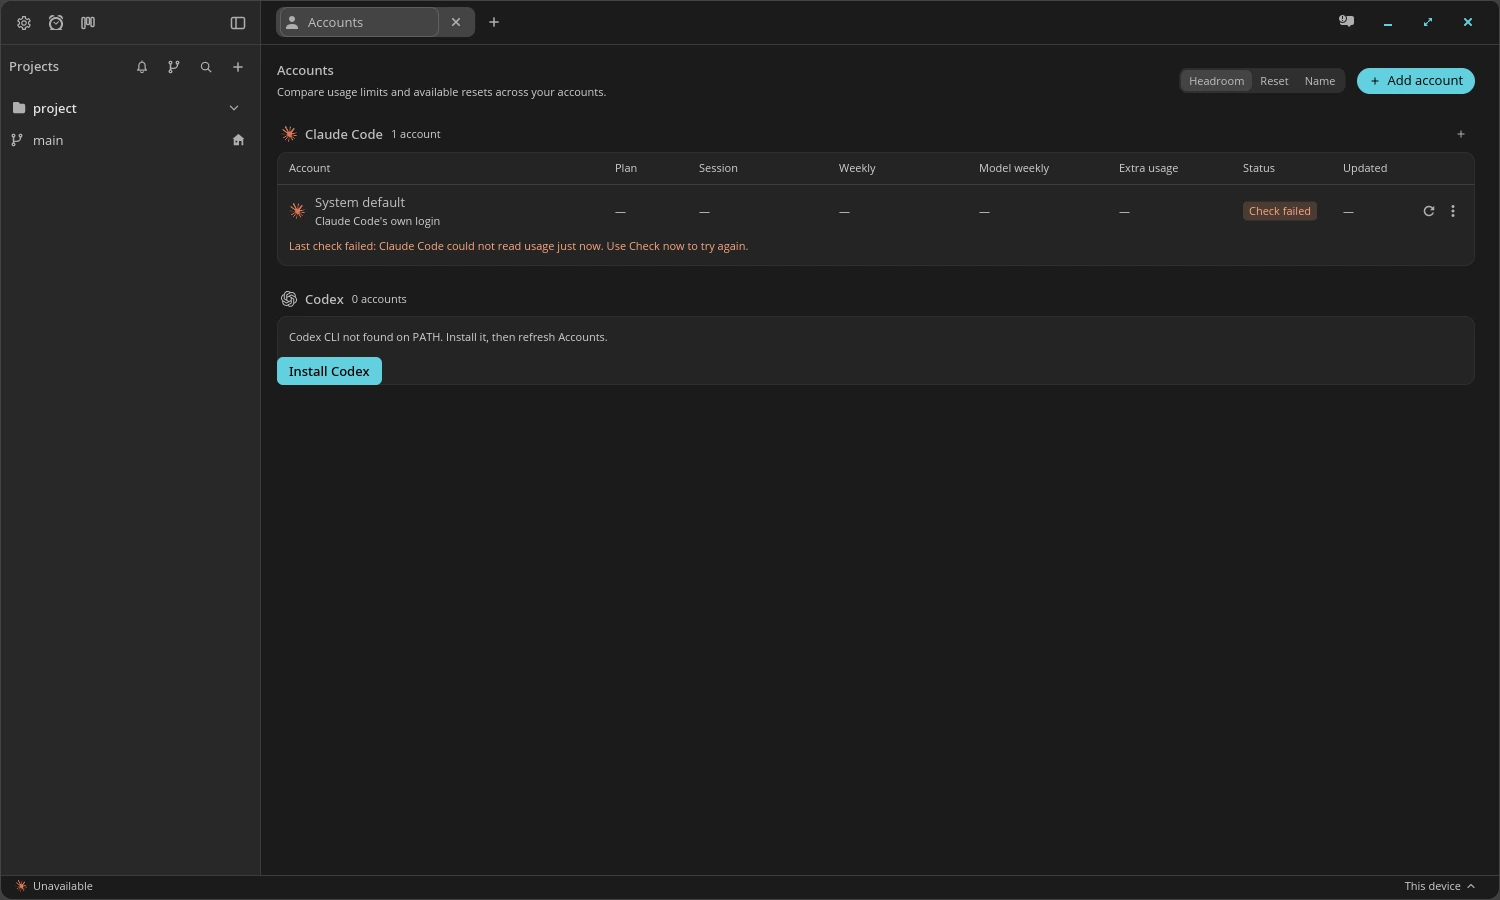 Accounts
Projects
project
main
Accounts
Compare usage limits and available resets across your accounts.
Headroom Reset Name
Add account
Claude Code 1 account
Account Plan Session Weekly Model weekly Extra usage Status Updated
System default
Claude Code's own login
— — — — — Check failed —
Last check failed: Claude Code could not read usage just now. Use Check now to try again.
Codex 0 accounts
Codex CLI not found on PATH. Install it, then refresh Accounts.
Install Codex
Unavailable
This device